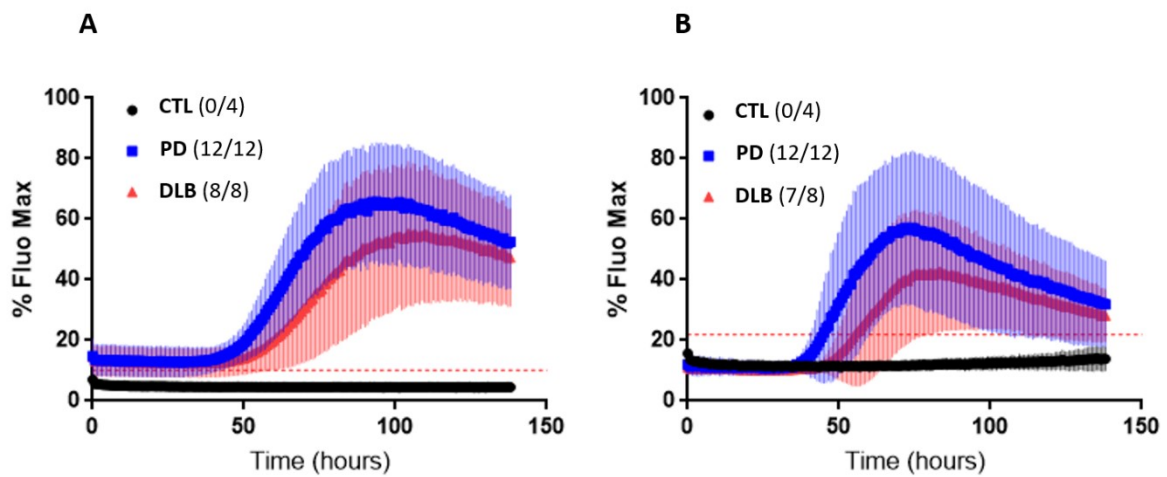 A
% Fluo Max
100
80
60
40
20
0
CTL (0/4)
PD (12/12)
DLB (8/8)
0
50
100
150
Time (hours)
B
% Fluo Max
100
80
60
40
20
0
CTL (0/4)
PD (12/12)
DLB (7/8)
0
50
100
150
Time (hours)